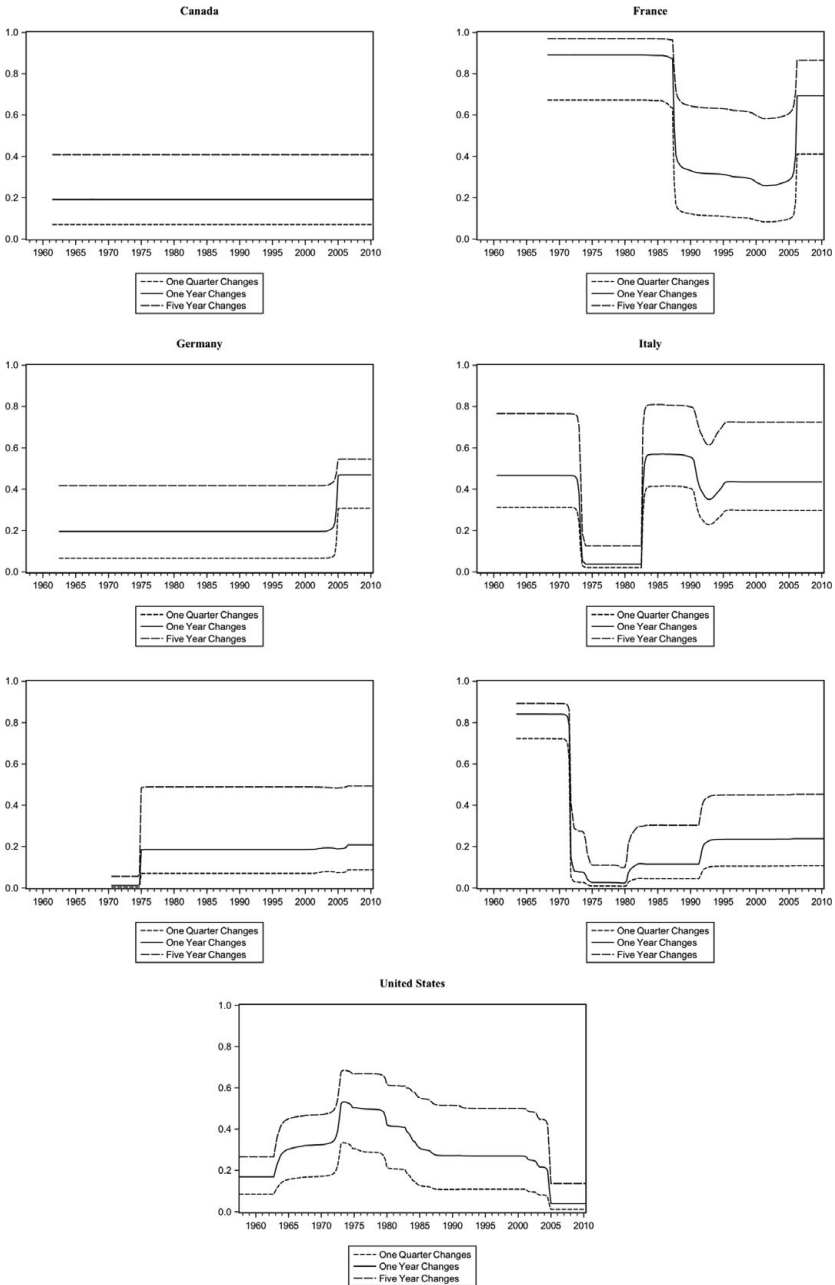 Canada
1.0
0.8
0.6
0.4
0.2
0.0
1960 1965 1970 1975 1980 1985 1990 1995 2000 2005 2010
One Quarter Changes
One Year Changes
Five Year Changes
France
1.0
0.8
0.6
0.4
0.2
0.0
1960 1965 1970 1975 1980 1985 1990 1995 2000 2005 2010
One Quarter Changes
One Year Changes
Five Year Changes
Germany
1.0
0.8
0.6
0.4
0.2
0.0
1960 1965 1970 1975 1980 1985 1990 1995 2000 2005 2010
One Quarter Changes
One Year Changes
Five Year Changes
Italy
1.0
0.8
0.6
0.4
0.2
0.0
1960 1965 1970 1975 1980 1985 1990 1995 2000 2005 2010
One Quarter Changes
One Year Changes
Five Year Changes
1.0
0.8
0.6
0.4
0.2
0.0
1960 1965 1970 1975 1980 1985 1990 1995 2000 2005 2010
One Quarter Changes
One Year Changes
Five Year Changes
1.0
0.8
0.6
0.4
0.2
0.0
1960 1965 1970 1975 1980 1985 1990 1995 2000 2005 2010
One Quarter Changes
One Year Changes
Five Year Changes
United States
1.0
0.8
0.6
0.4
0.2
0.0
1960 1965 1970 1975 1980 1985 1990 1995 2000 2005 2010
One Quarter Changes
One Year Changes
Five Year Changes